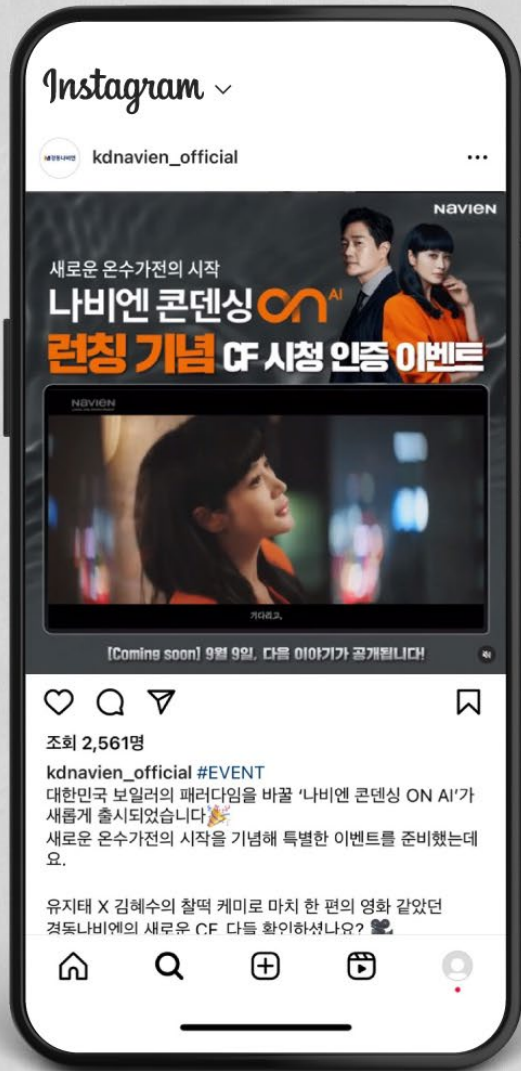 Instagram
경동나비엔
kdnavien_official
NAVIEN
새로운 온수가전의 시작
나비엔 콘덴싱 ON AI
런칭 기념 CF 시청 인증 이벤트
NAVIEN
기다리고,
[Coming soon] 9월 9일, 다음 이야기가 공개됩니다!
조회 2,561명
kdnavien_official #EVENT
대한민국 보일러의 패러다임을 바꿀 ‘나비엔 콘덴싱 ON AI’가
새롭게 출시되었습니다🎉
새로운 온수가전의 시작을 기념해 특별한 이벤트를 준비했는데
요.
유지태 X 김혜수의 찰떡 케미로 마치 한 편의 영화 같았던
경동나비엔의 새로운 CF, 다들 확인하셨나요? 🎥